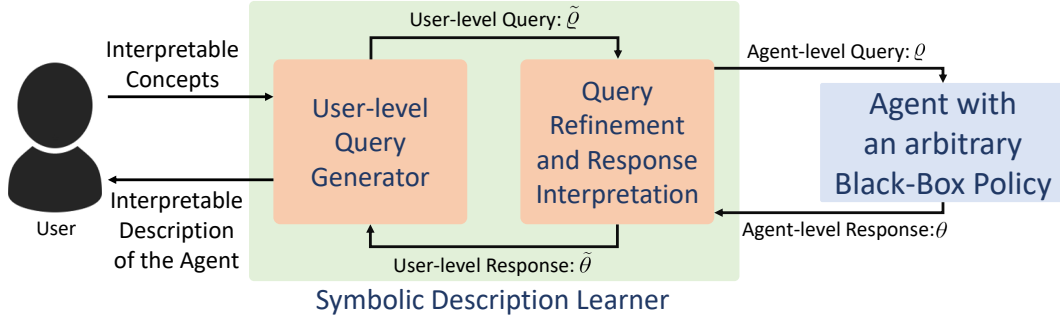 Interpretable
Concepts
User
Interpretable
Description
of the Agent
User-level Query: ϱ̃
User-level
Query
Generator
Query
Refinement
and Response
Interpretation
User-level Response: θ̃
Symbolic Description Learner
Agent-level Query: ϱ
Agent with
an arbitrary
Black-Box Policy
Agent-level Response:θ